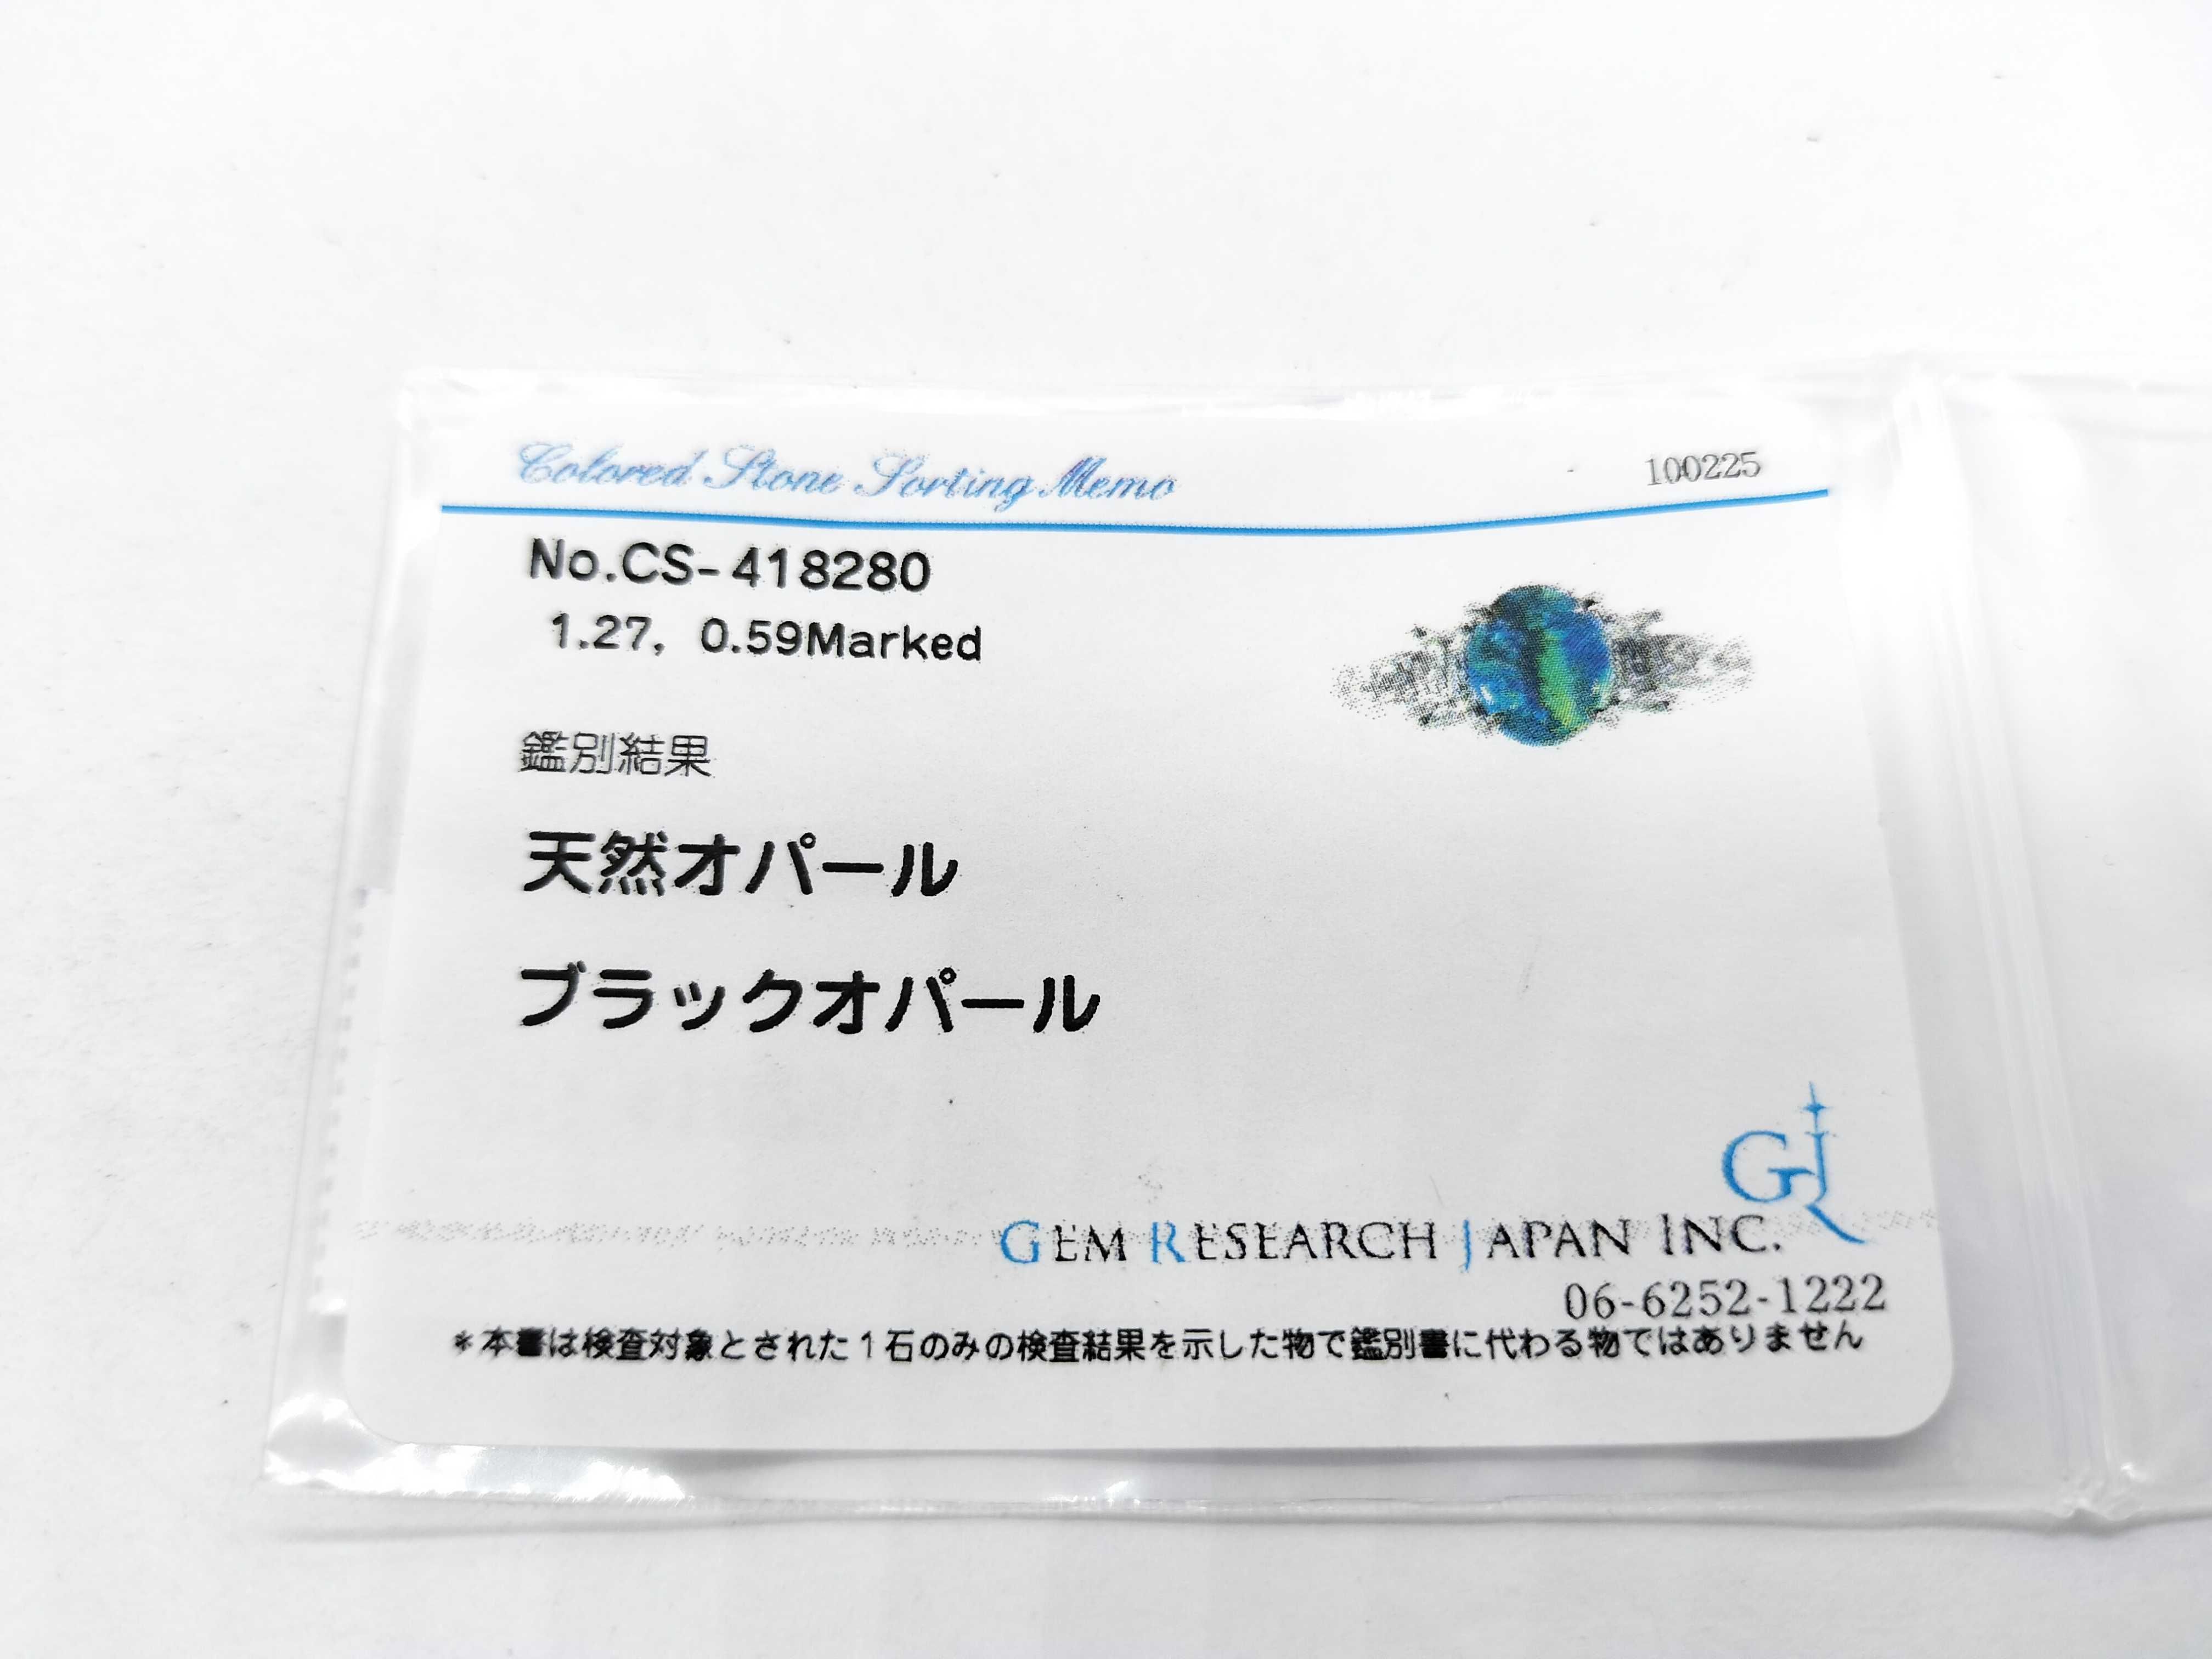 Colored Stone Sorting Memo
100225
No.CS-418280
1.27, 0.59Marked
鑑別結果
天然オパール
ブラックオパール
GRJ
GEM RESEARCH JAPAN INC.
06-6252-1222
*本書は検査対象とされた1石のみの検査結果を示した物で鑑別書に代わる物ではありません